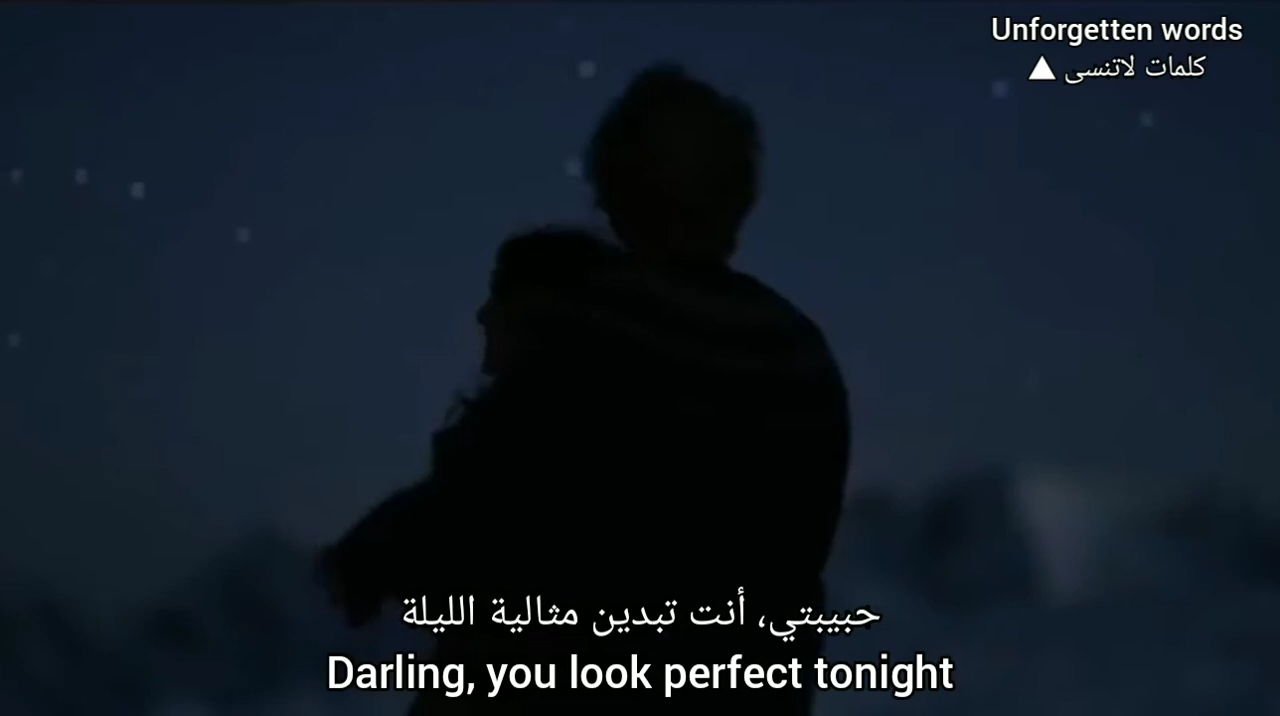 Unforgetten words
كلمات لاتنسى
حبيبتي، أنت تبدين مثالية الليلة
Darling, you look perfect tonight